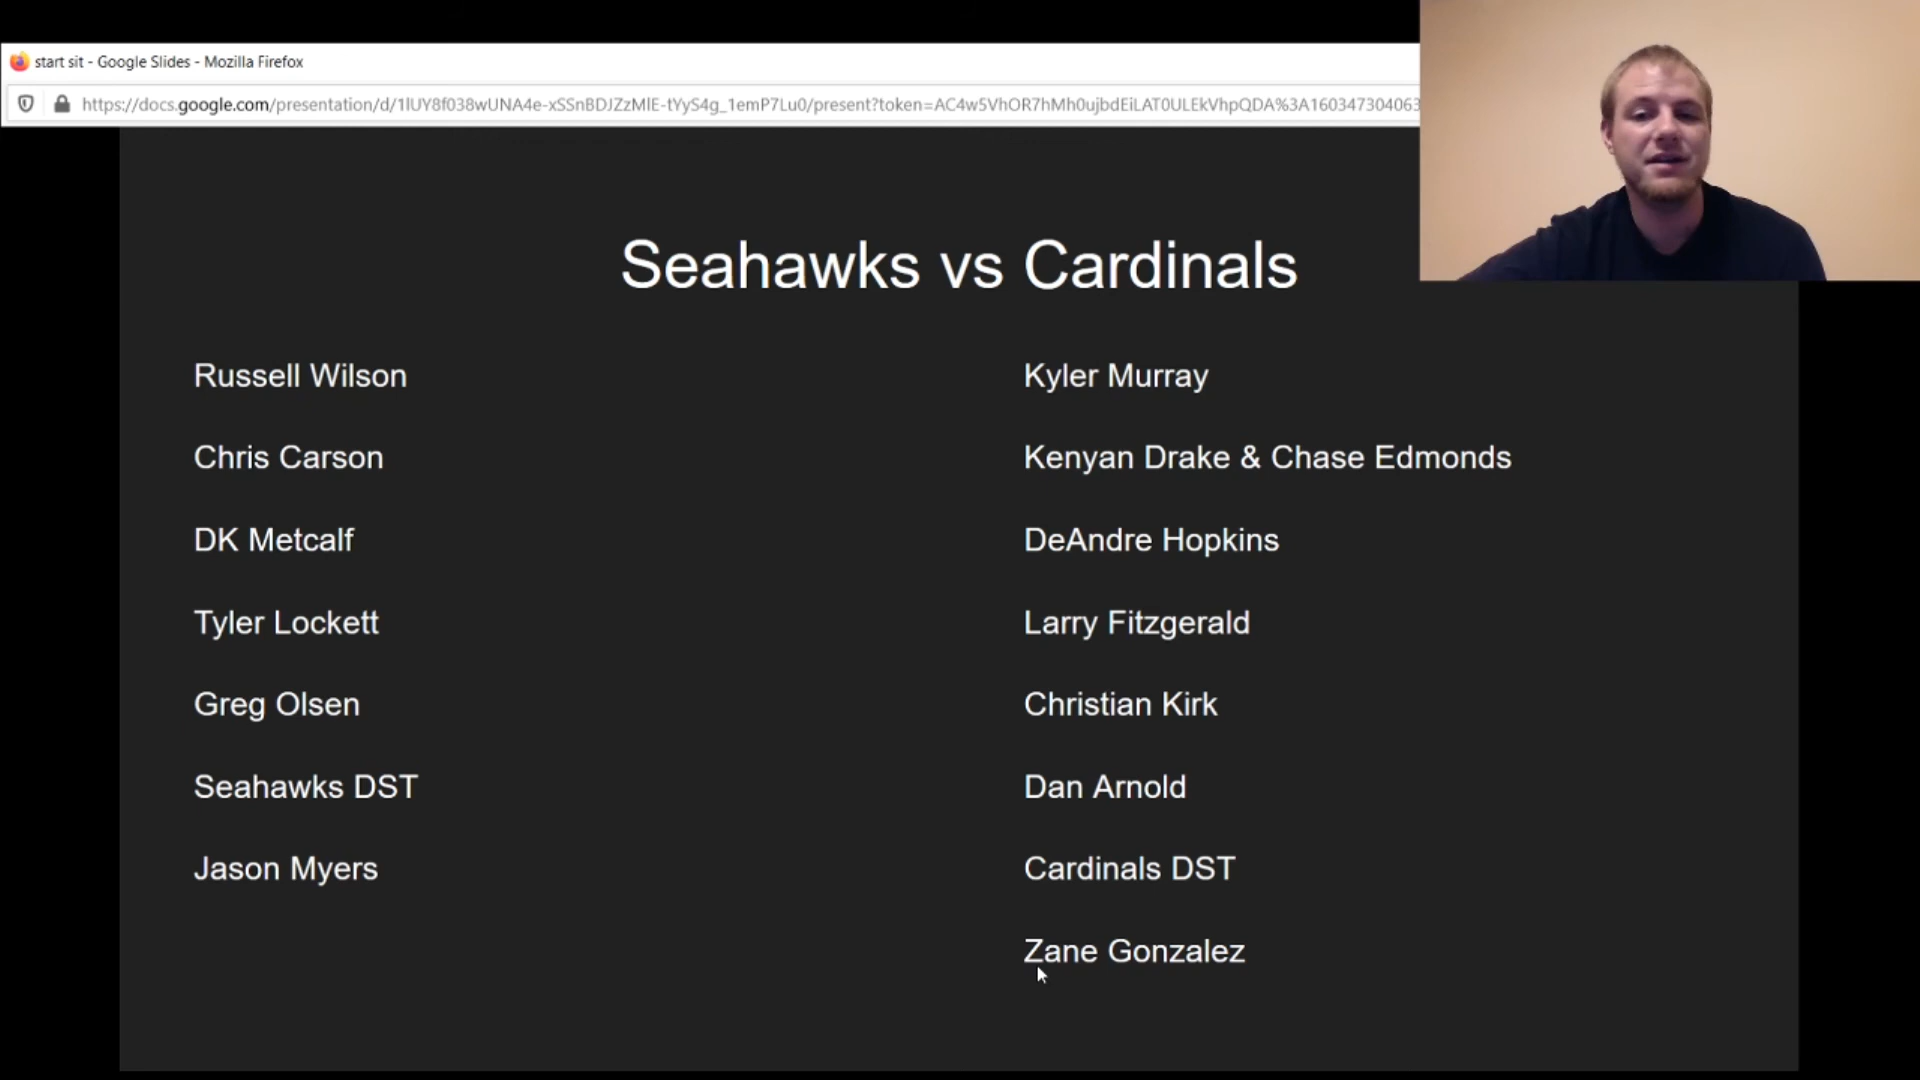 start sit - Google Slides - Mozilla Firefox
https://docs.google.com/presentation/d/1lUY8f038wUNA4e-xSSnBDJZzMlE-tYyS4g_1emP7Lu0/present?token=AC4w5VhOR7hMh0ujbdEiLAT0ULEkVhpQDA%3A160347304063
Seahawks vs Cardinals
Russell Wilson
Chris Carson
DK Metcalf
Tyler Lockett
Greg Olsen
Seahawks DST
Jason Myers
Kyler Murray
Kenyan Drake & Chase Edmonds
DeAndre Hopkins
Larry Fitzgerald
Christian Kirk
Dan Arnold
Cardinals DST
Zane Gonzalez